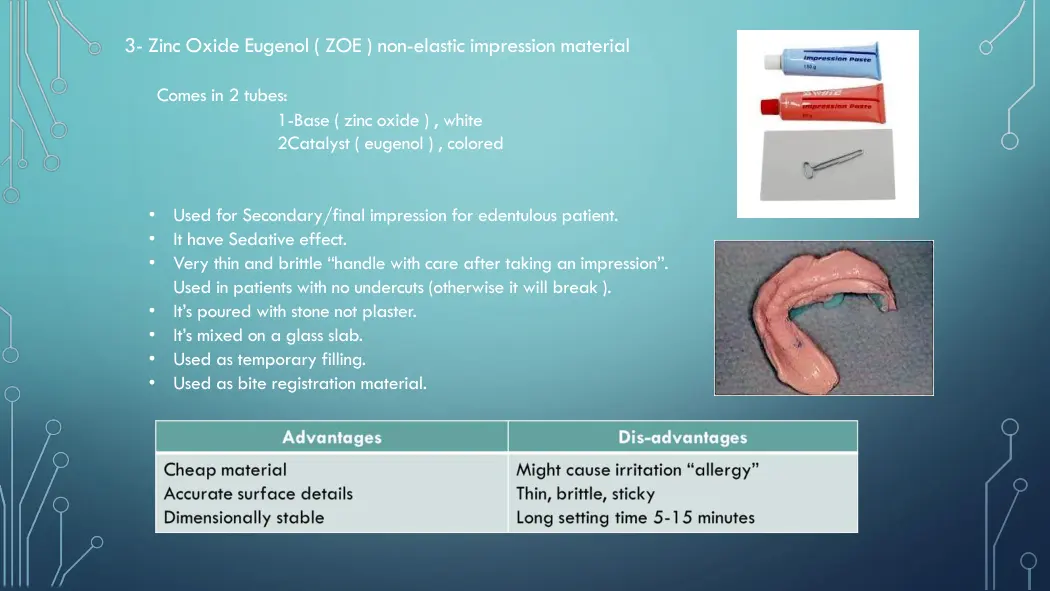 3- Zinc Oxide Eugenol ( ZOE ) non-elastic impression material
Comes in 2 tubes:
1-Base ( zinc oxide ) , white
2Catalyst ( eugenol ) , colored
• Used for Secondary/final impression for edentulous patient.
• It have Sedative effect.
• Very thin and brittle “handle with care after taking an impression”.
Used in patients with no undercuts (otherwise it will break ).
• It’s poured with stone not plaster.
• It’s mixed on a glass slab.
• Used as temporary filling.
• Used as bite registration material.
Impression Paste
Impression Paste
Advantages
Dis-advantages
Cheap material
Accurate surface details
Dimensionally stable
Might cause irritation “allergy”
Thin, brittle, sticky
Long setting time 5-15 minutes